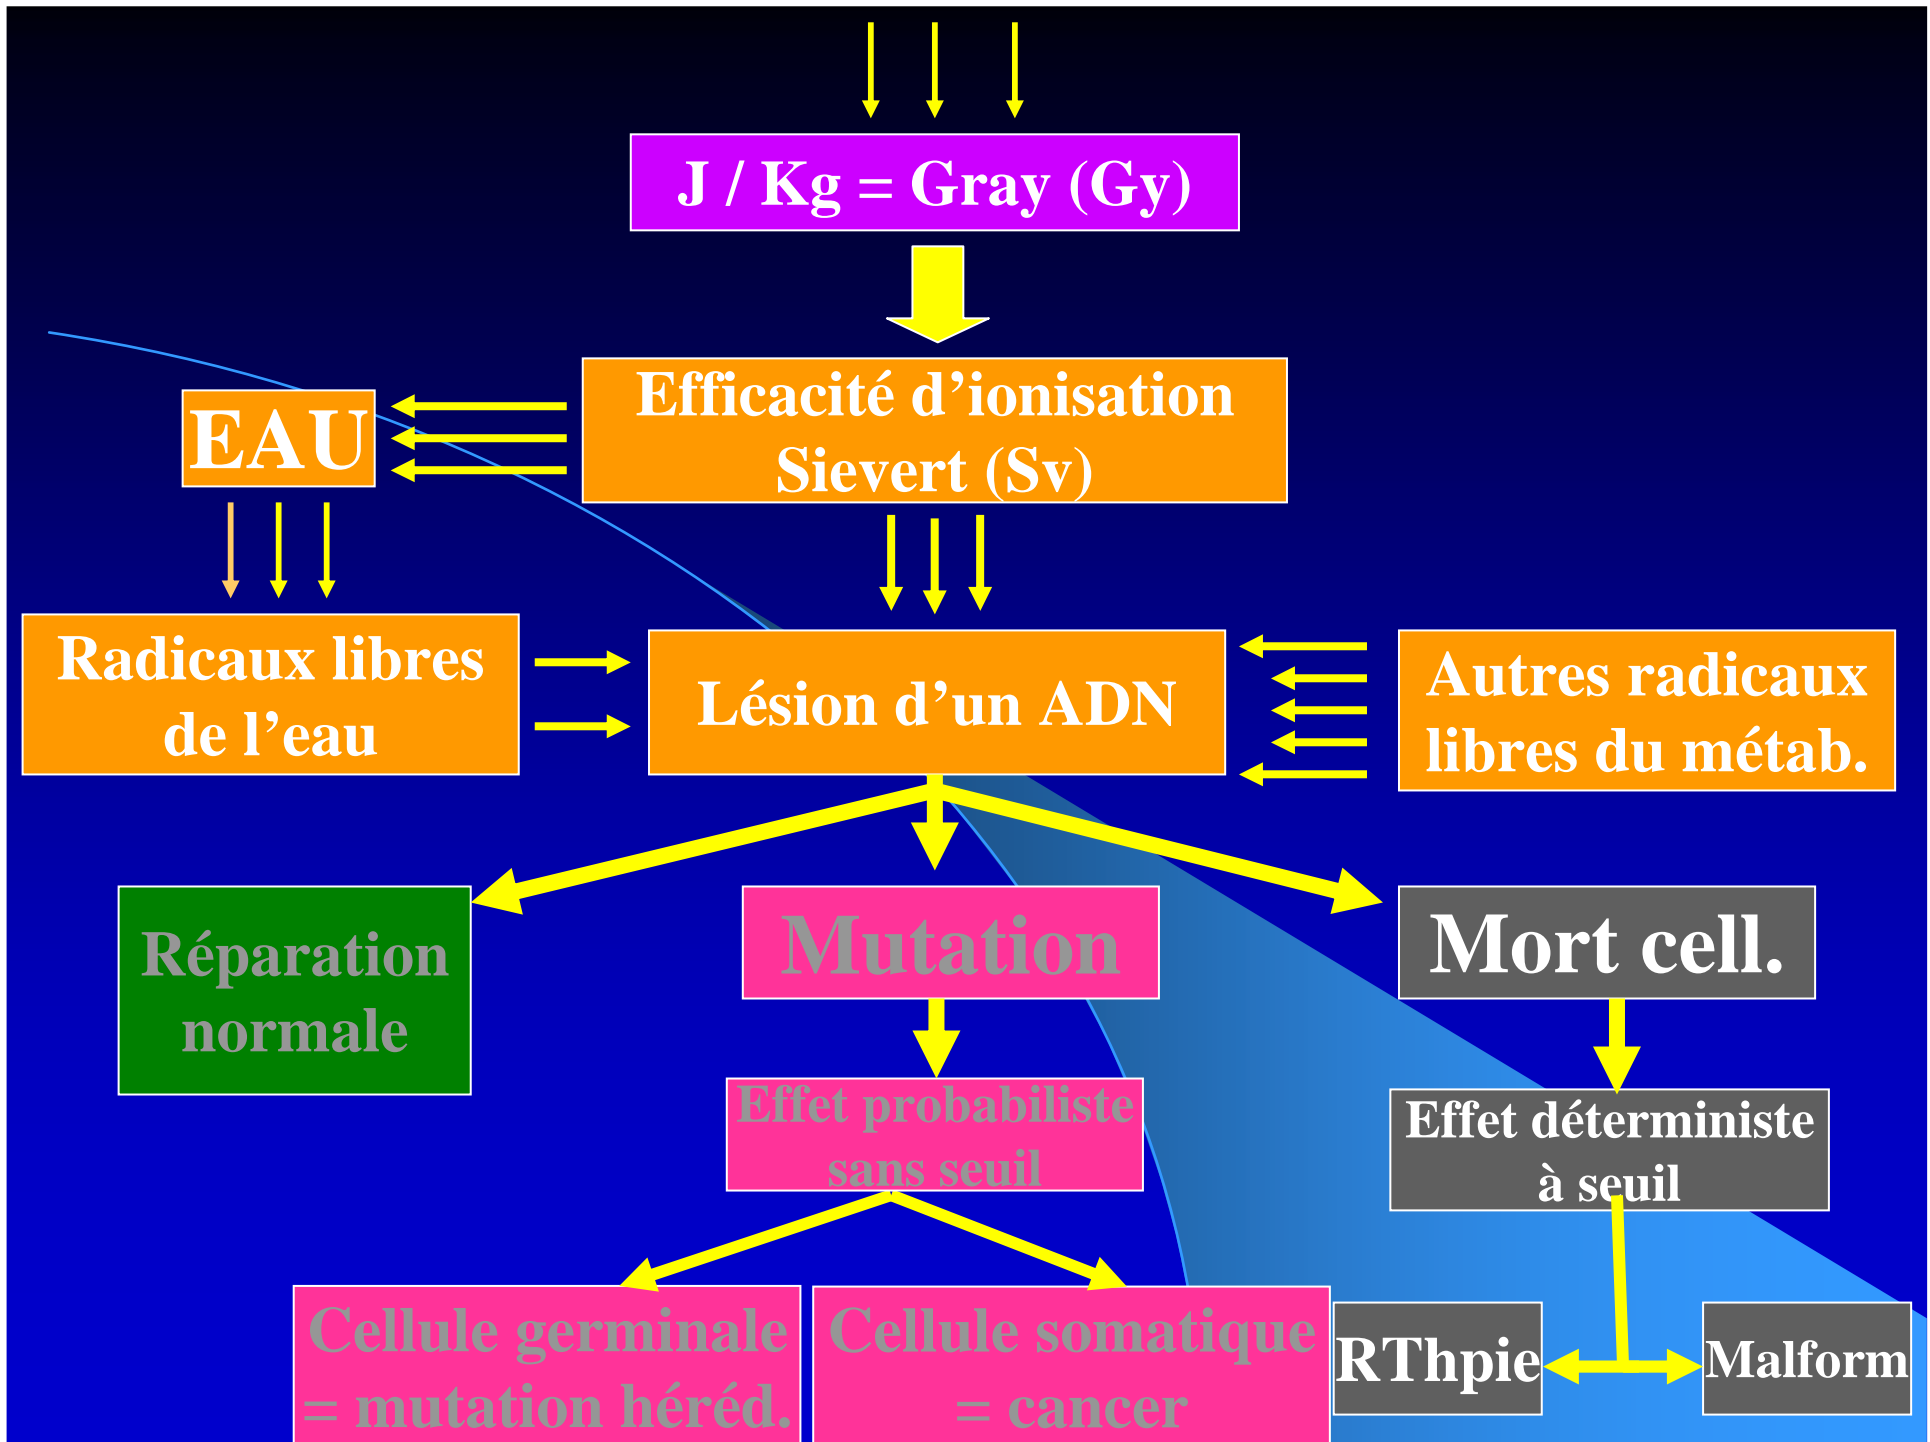 J / Kg = Gray (Gy)
Efficacité d’ionisation
Sievert (Sv)
EAU
Radicaux libres
de l’eau
Lésion d’un ADN
Autres radicaux
libres du métab.
Réparation
normale
Mutation
Mort cell.
Effet probabiliste
sans seuil
Effet déterministe
à seuil
Cellule germinale
= mutation héréd.
Cellule somatique
= cancer
RThpie
Malform